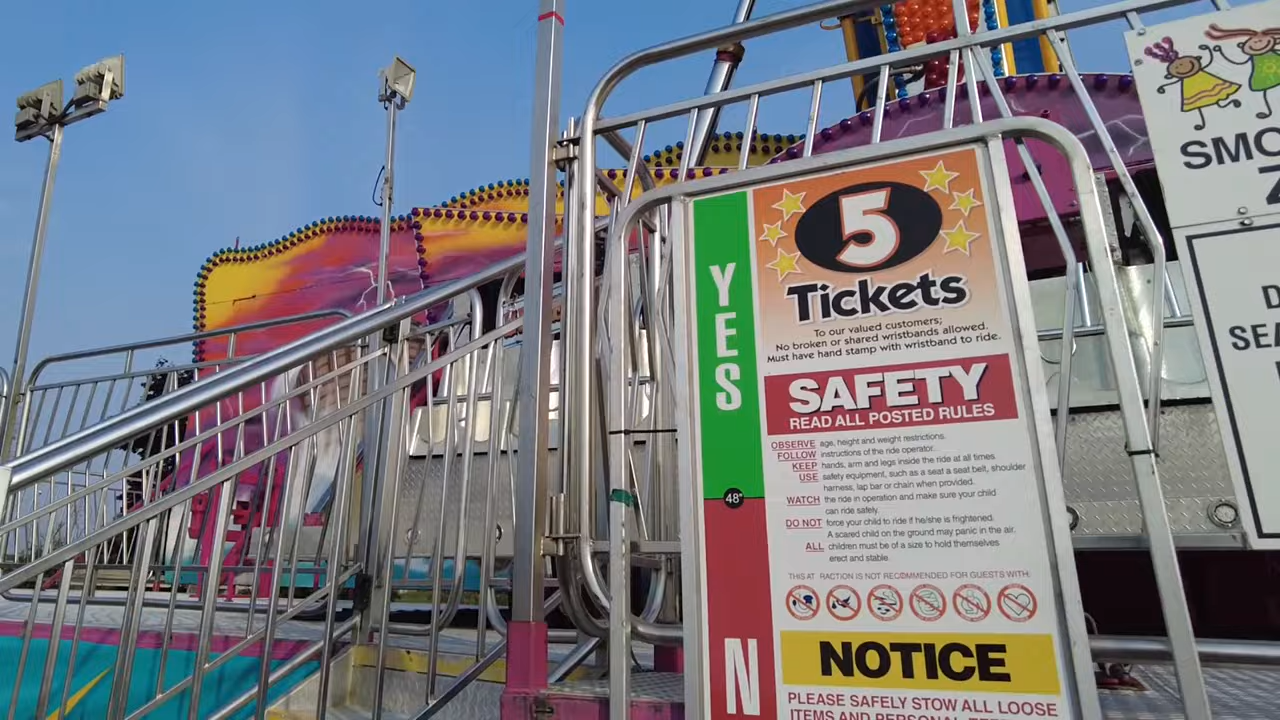 5
Tickets
To our valued customers;
No broken or shared wristbands allowed.
Must have hand stamp with wristband to ride.
YES
SAFETY
READ ALL POSTED RULES
OBSERVE age, height and weight restrictions.
FOLLOW instructions of the ride operator.
KEEP hands, arm and legs inside the ride at all times
USE safety equipment, such as a seat a seat belt, shoulder
harness, lap bar or chain when provided.
WATCH the ride in operation and make sure your child
can ride safely.
48"
DO NOT force your child to ride if he/she is frightened.
A scared child on the ground may panic in the air.
ALL children must be of a size to hold themselves
erect and stable.
THIS AT RACTION IS NOT RECOMMENDED FOR GUESTS WITH:
N
NOTICE
PLEASE SAFELY STOW ALL LOOSE
ITEMS AND PERSONAL
SMO
Z
D
SEA